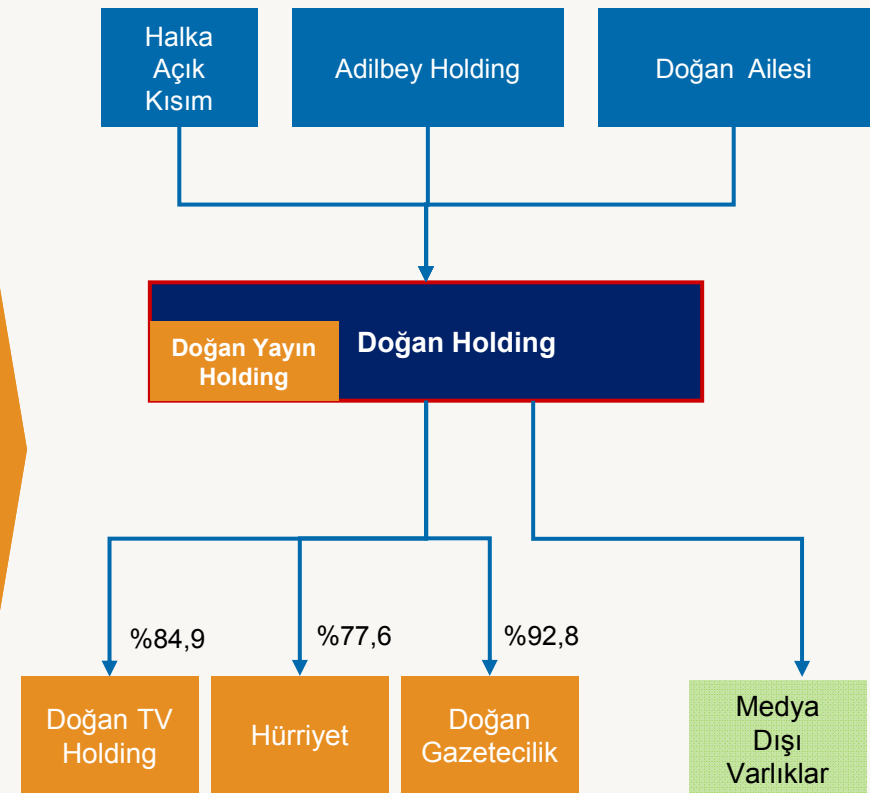 Halka
Açık
Kısım
Adilbey Holding
Doğan Ailesi
Doğan Yayın
Holding
Doğan Holding
%84,9
%77,6
%92,8
Doğan TV
Holding
Hürriyet
Doğan
Gazetecilik
Medya
Dışı
Varlıklar